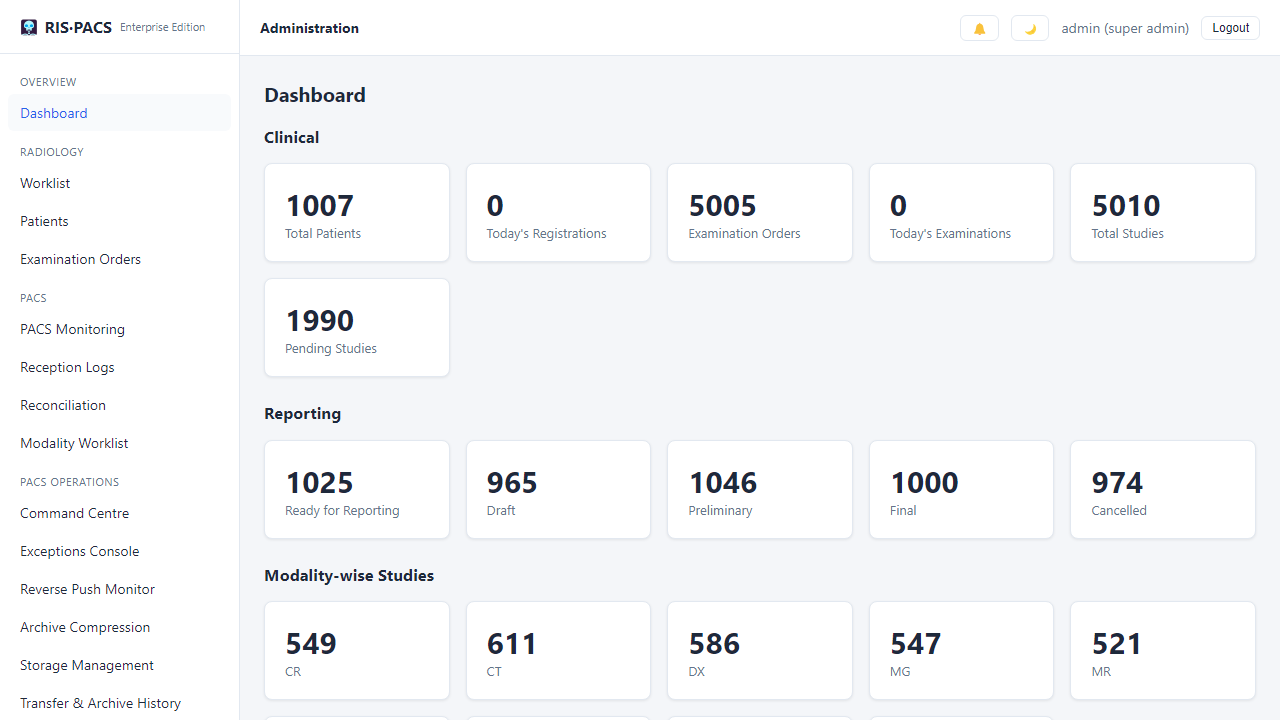 RIS·PACS Enterprise Edition
OVERVIEW
Dashboard
RADIOLOGY
Worklist
Patients
Examination Orders
PACS
PACS Monitoring
Reception Logs
Reconciliation
Modality Worklist
PACS OPERATIONS
Command Centre
Exceptions Console
Reverse Push Monitor
Archive Compression
Storage Management
Transfer & Archive History
Administration
admin (super admin)
Logout
Dashboard
Clinical
1007
Total Patients
0
Today's Registrations
5005
Examination Orders
0
Today's Examinations
5010
Total Studies
1990
Pending Studies
Reporting
1025
Ready for Reporting
965
Draft
1046
Preliminary
1000
Final
974
Cancelled
Modality-wise Studies
549
CR
611
CT
586
DX
547
MG
521
MR